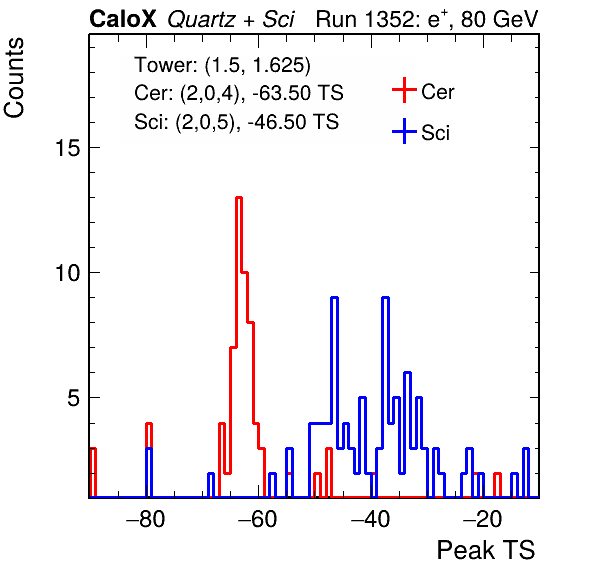 CaloX Quartz + Sci Run 1352: e⁺, 80 GeV
Counts
Tower: (1.5, 1.625)
Cer: (2,0,4), -63.50 TS
Sci: (2,0,5), -46.50 TS
Cer
Sci
15
10
5
−80 −60 −40 −20
Peak TS